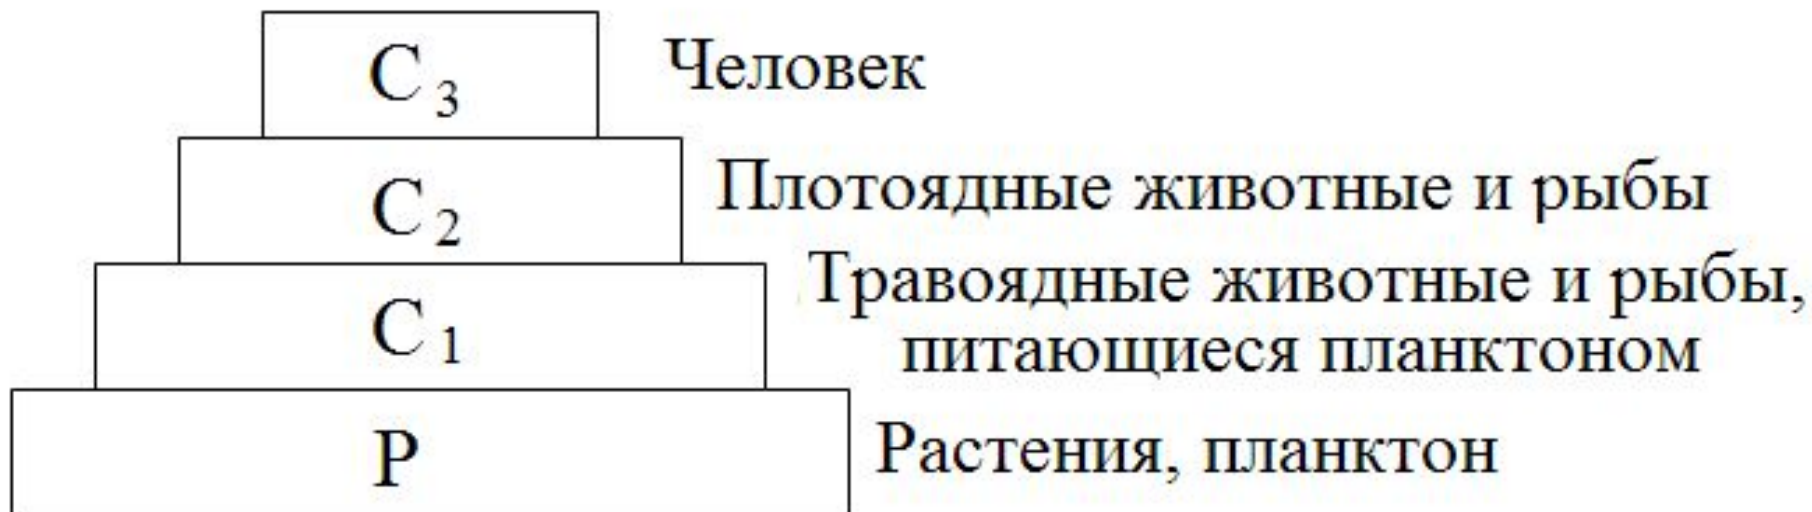 C3 Человек
C2 Плотоядные животные и рыбы
Травоядные животные и рыбы,
C1 питающиеся планктоном
P Растения, планктон